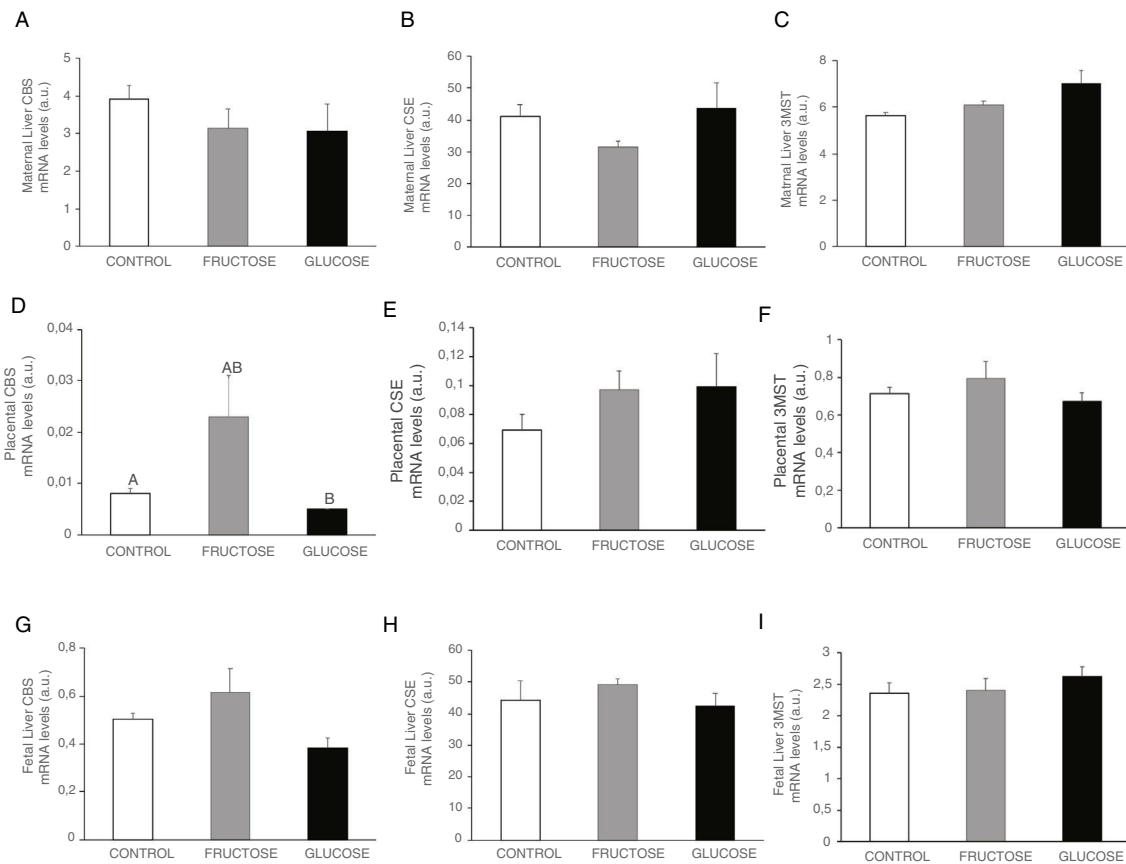 A
Maternal Liver CBS
mRNA levels (a.u.)
5
4
3
2
1
0
CONTROL FRUCTOSE GLUCOSE
B
Maternal Liver CSE
mRNA levels (a.u.)
60
50
40
30
20
10
0
CONTROL FRUCTOSE GLUCOSE
C
Matrnal Liver 3MST
mRNA levels (a.u.)
8
6
4
2
0
CONTROL FRUCTOSE GLUCOSE
D
Placental CBS
mRNA levels (a.u.)
0,04
0,03
0,02
0,01
0
A
AB
B
CONTROL FRUCTOSE GLUCOSE
E
Placental CSE
mRNA levels (a.u.)
0,14
0,12
0,1
0,08
0,06
0,04
0,02
0
CONTROL FRUCTOSE GLUCOSE
F
Placental 3MST
mRNA levels (a.u.)
1
0,8
0,6
0,4
0,2
0
CONTROL FRUCTOSE GLUCOSE
G
Fetal Liver CBS
mRNA levels (a.u.)
0,8
0,6
0,4
0,2
0
CONTROL FRUCTOSE GLUCOSE
H
Fetal Liver CSE
mRNA levels (a.u.)
60
50
40
30
20
10
0
CONTROL FRUCTOSE GLUCOSE
I
Fetal Liver 3MST
mRNA levels (a.u.)
3
2,5
2
1,5
1
0,5
0
CONTROL FRUCTOSE GLUCOSE